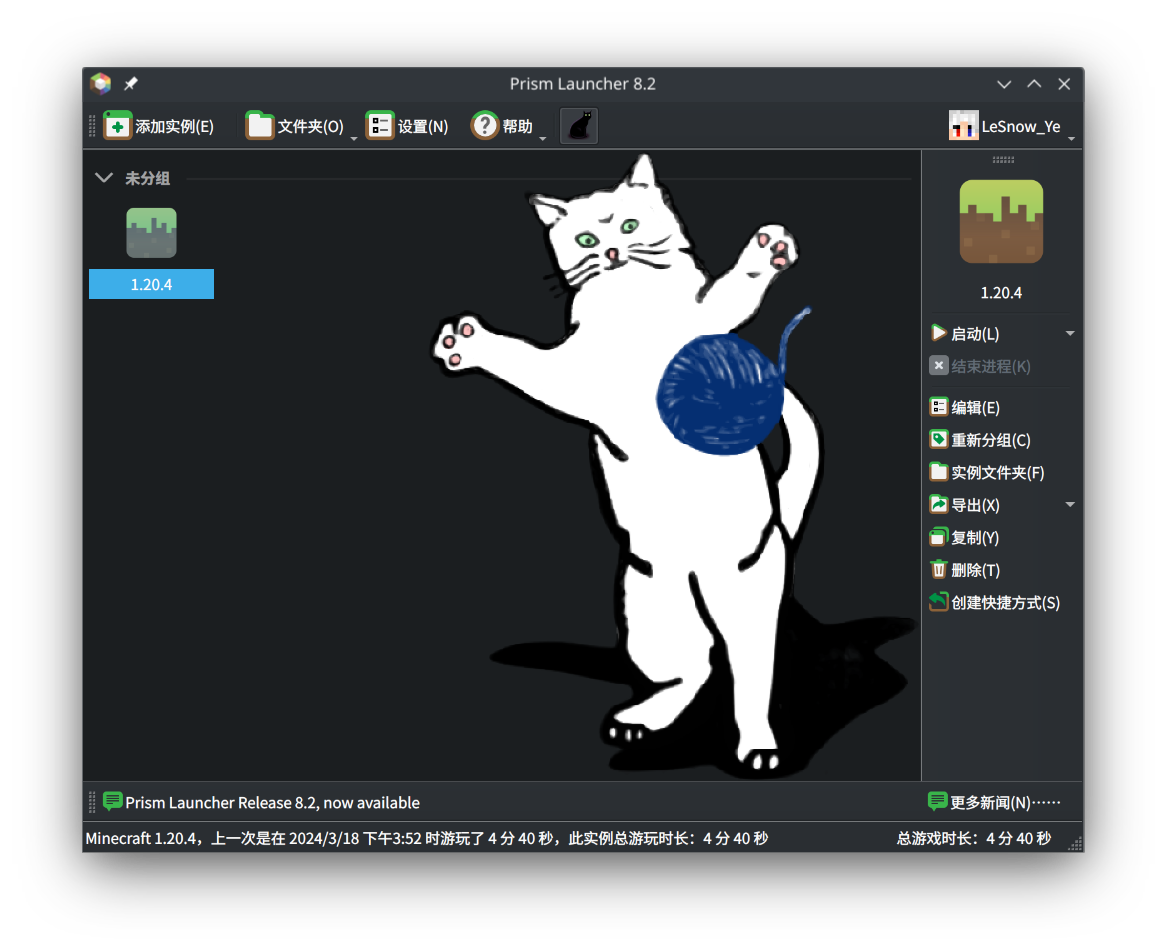 Prism Launcher 8.2
添加实例(E) 文件夹(O) 设置(N) 帮助 LeSnow_Ye
未分组
1.20.4
1.20.4
启动(L)
结束进程(K)
编辑(E)
重新分组(C)
实例文件夹(F)
导出(X)
复制(Y)
删除(T)
创建快捷方式(S)
Prism Launcher Release 8.2, now available 更多新闻(N)······
Minecraft 1.20.4，上一次是在 2024/3/18 下午3:52 时游玩了 4 分 40 秒，此实例总游玩时长：4 分 40 秒 总游戏时长：4 分 40 秒